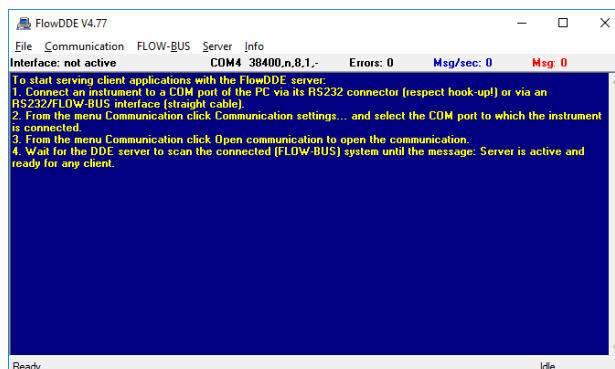 FlowDDE V4.77
File Communication FLOW-BUS Server Info
Interface: not active COM4 38400,n,8,1,- Errors: 0 Msg/sec: 0 Msg: 0
To start serving client applications with the FlowDDE server:
1. Connect an instrument to a COM port of the PC via its RS232 connector (respect hook-up!) or via an
RS232/FLOW-BUS interface (straight cable).
2. From the menu Communication click Communication settings... and select the COM port to which the instrument
is connected.
3. From the menu Communication click Open communication to open the communication.
4. Wait for the DDE server to scan the connected (FLOW-BUS) system until the message: Server is active and
ready for any client.
Ready Idle